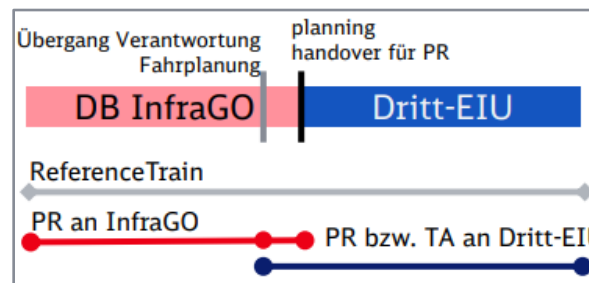 Übergang Verantwortung
Fahrplanung
planning
handover für PR
DB InfraGO
Dritt-EIU
ReferenceTrain
PR an InfraGO
PR bzw. TA an Dritt-EIU